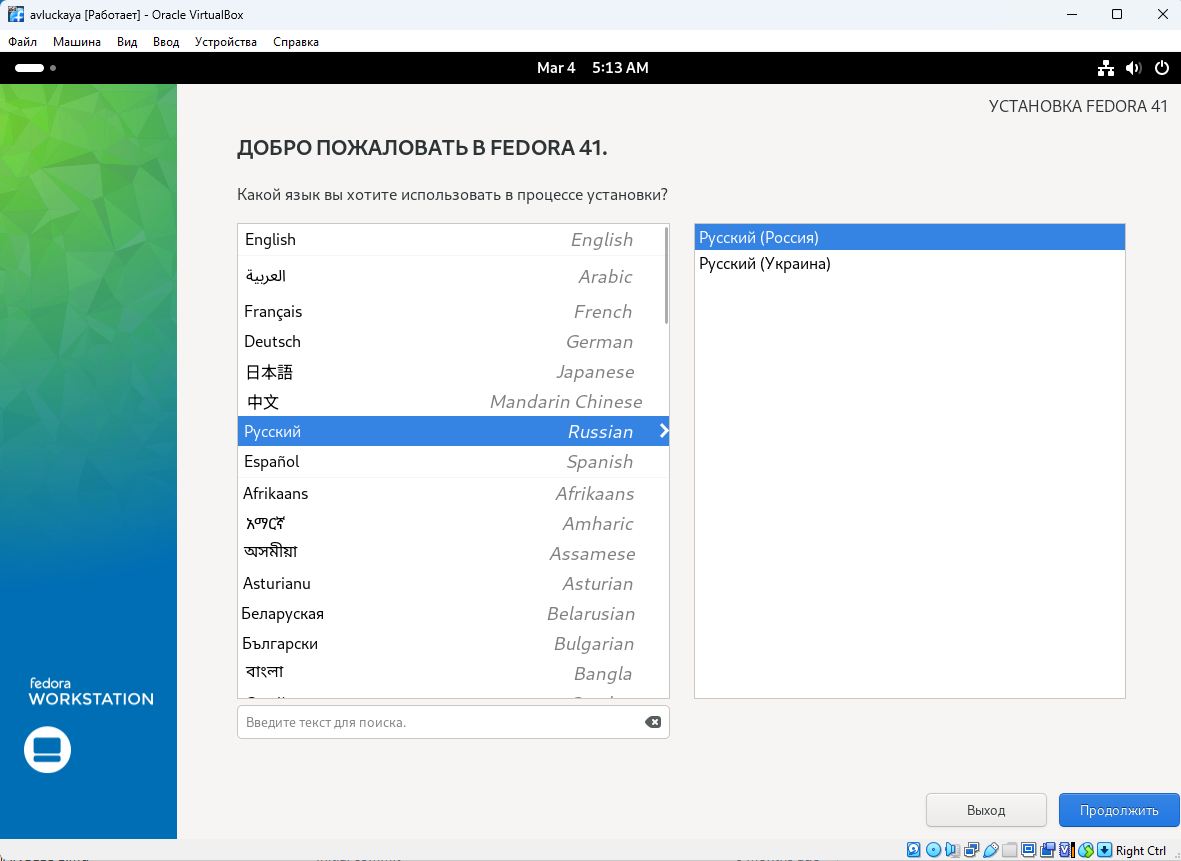 avluckaya [Работает] - Oracle VirtualBox
Файл Машина Вид Ввод Устройства Справка
Mar 4 5:13 AM
УСТАНОВКА FEDORA 41
ДОБРО ПОЖАЛОВАТЬ В FEDORA 41.
Какой язык вы хотите использовать в процессе установки?
English English
العربية Arabic
Français French
Deutsch German
日本語 Japanese
中文 Mandarin Chinese
Русский Russian
Español Spanish
Afrikaans Afrikaans
አማርኛ Amharic
অসমীয়া Assamese
Asturianu Asturian
Беларуская Belarusian
Български Bulgarian
বাংলা Bangla
Русский (Россия)
Русский (Украина)
Введите текст для поиска.
fedora
WORKSTATION
Выход Продолжить
Right Ctrl